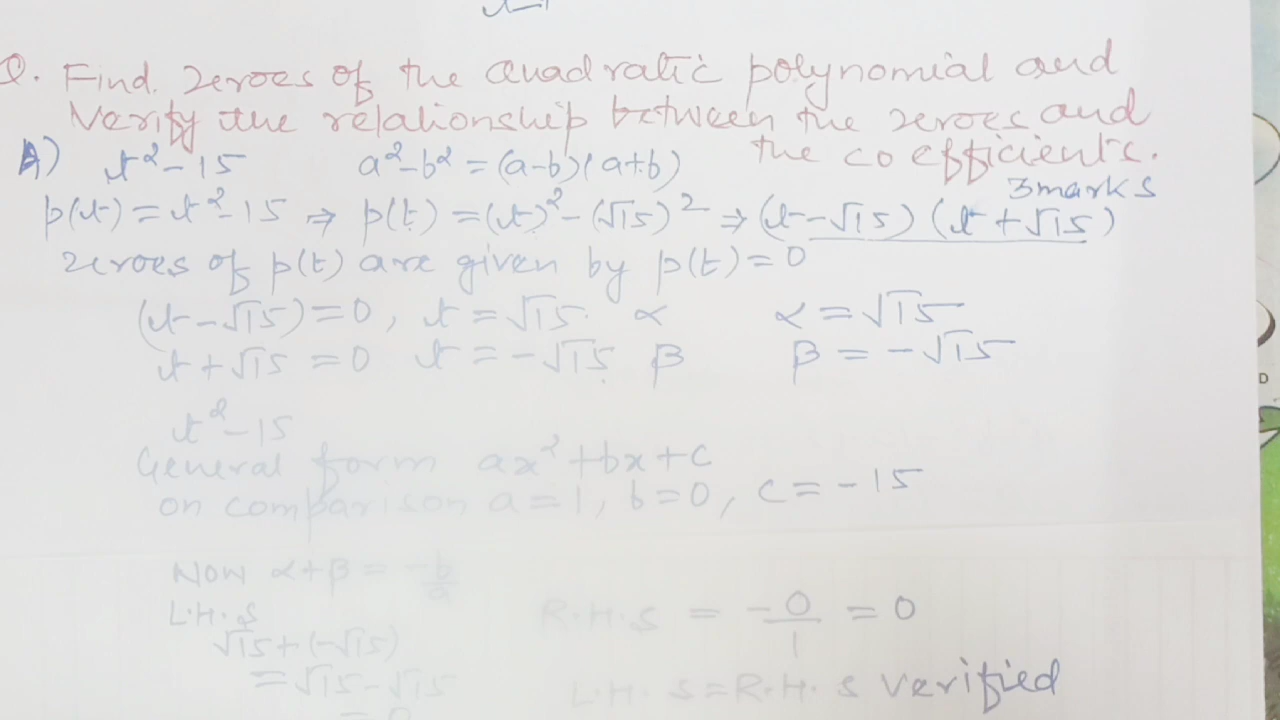 Q. Find zeroes of the quadratic polynomial and
Verify the relationship between the zeroes and
the coefficients.
A) t² - 15 a² - b² = (a-b)(a+b)
3 marks
p(t) = t² - 15 ⇒ p(t) = (t)² - (√15)² ⇒ (t - √15) (t + √15)
zeroes of p(t) are given by p(t) = 0
(t - √15) = 0, t = √15. α α = √15
t + √15 = 0 t = - √15. β β = - √15
t² - 15
General form ax² + bx + c
on comparison a = 1, b = 0, c = - 15
Now α + β = -b/a
L.H.S R.H.S = -0/1 = 0
√15 + (-√15)
= √15 - √15 L.H.S = R.H.S verified
= 0